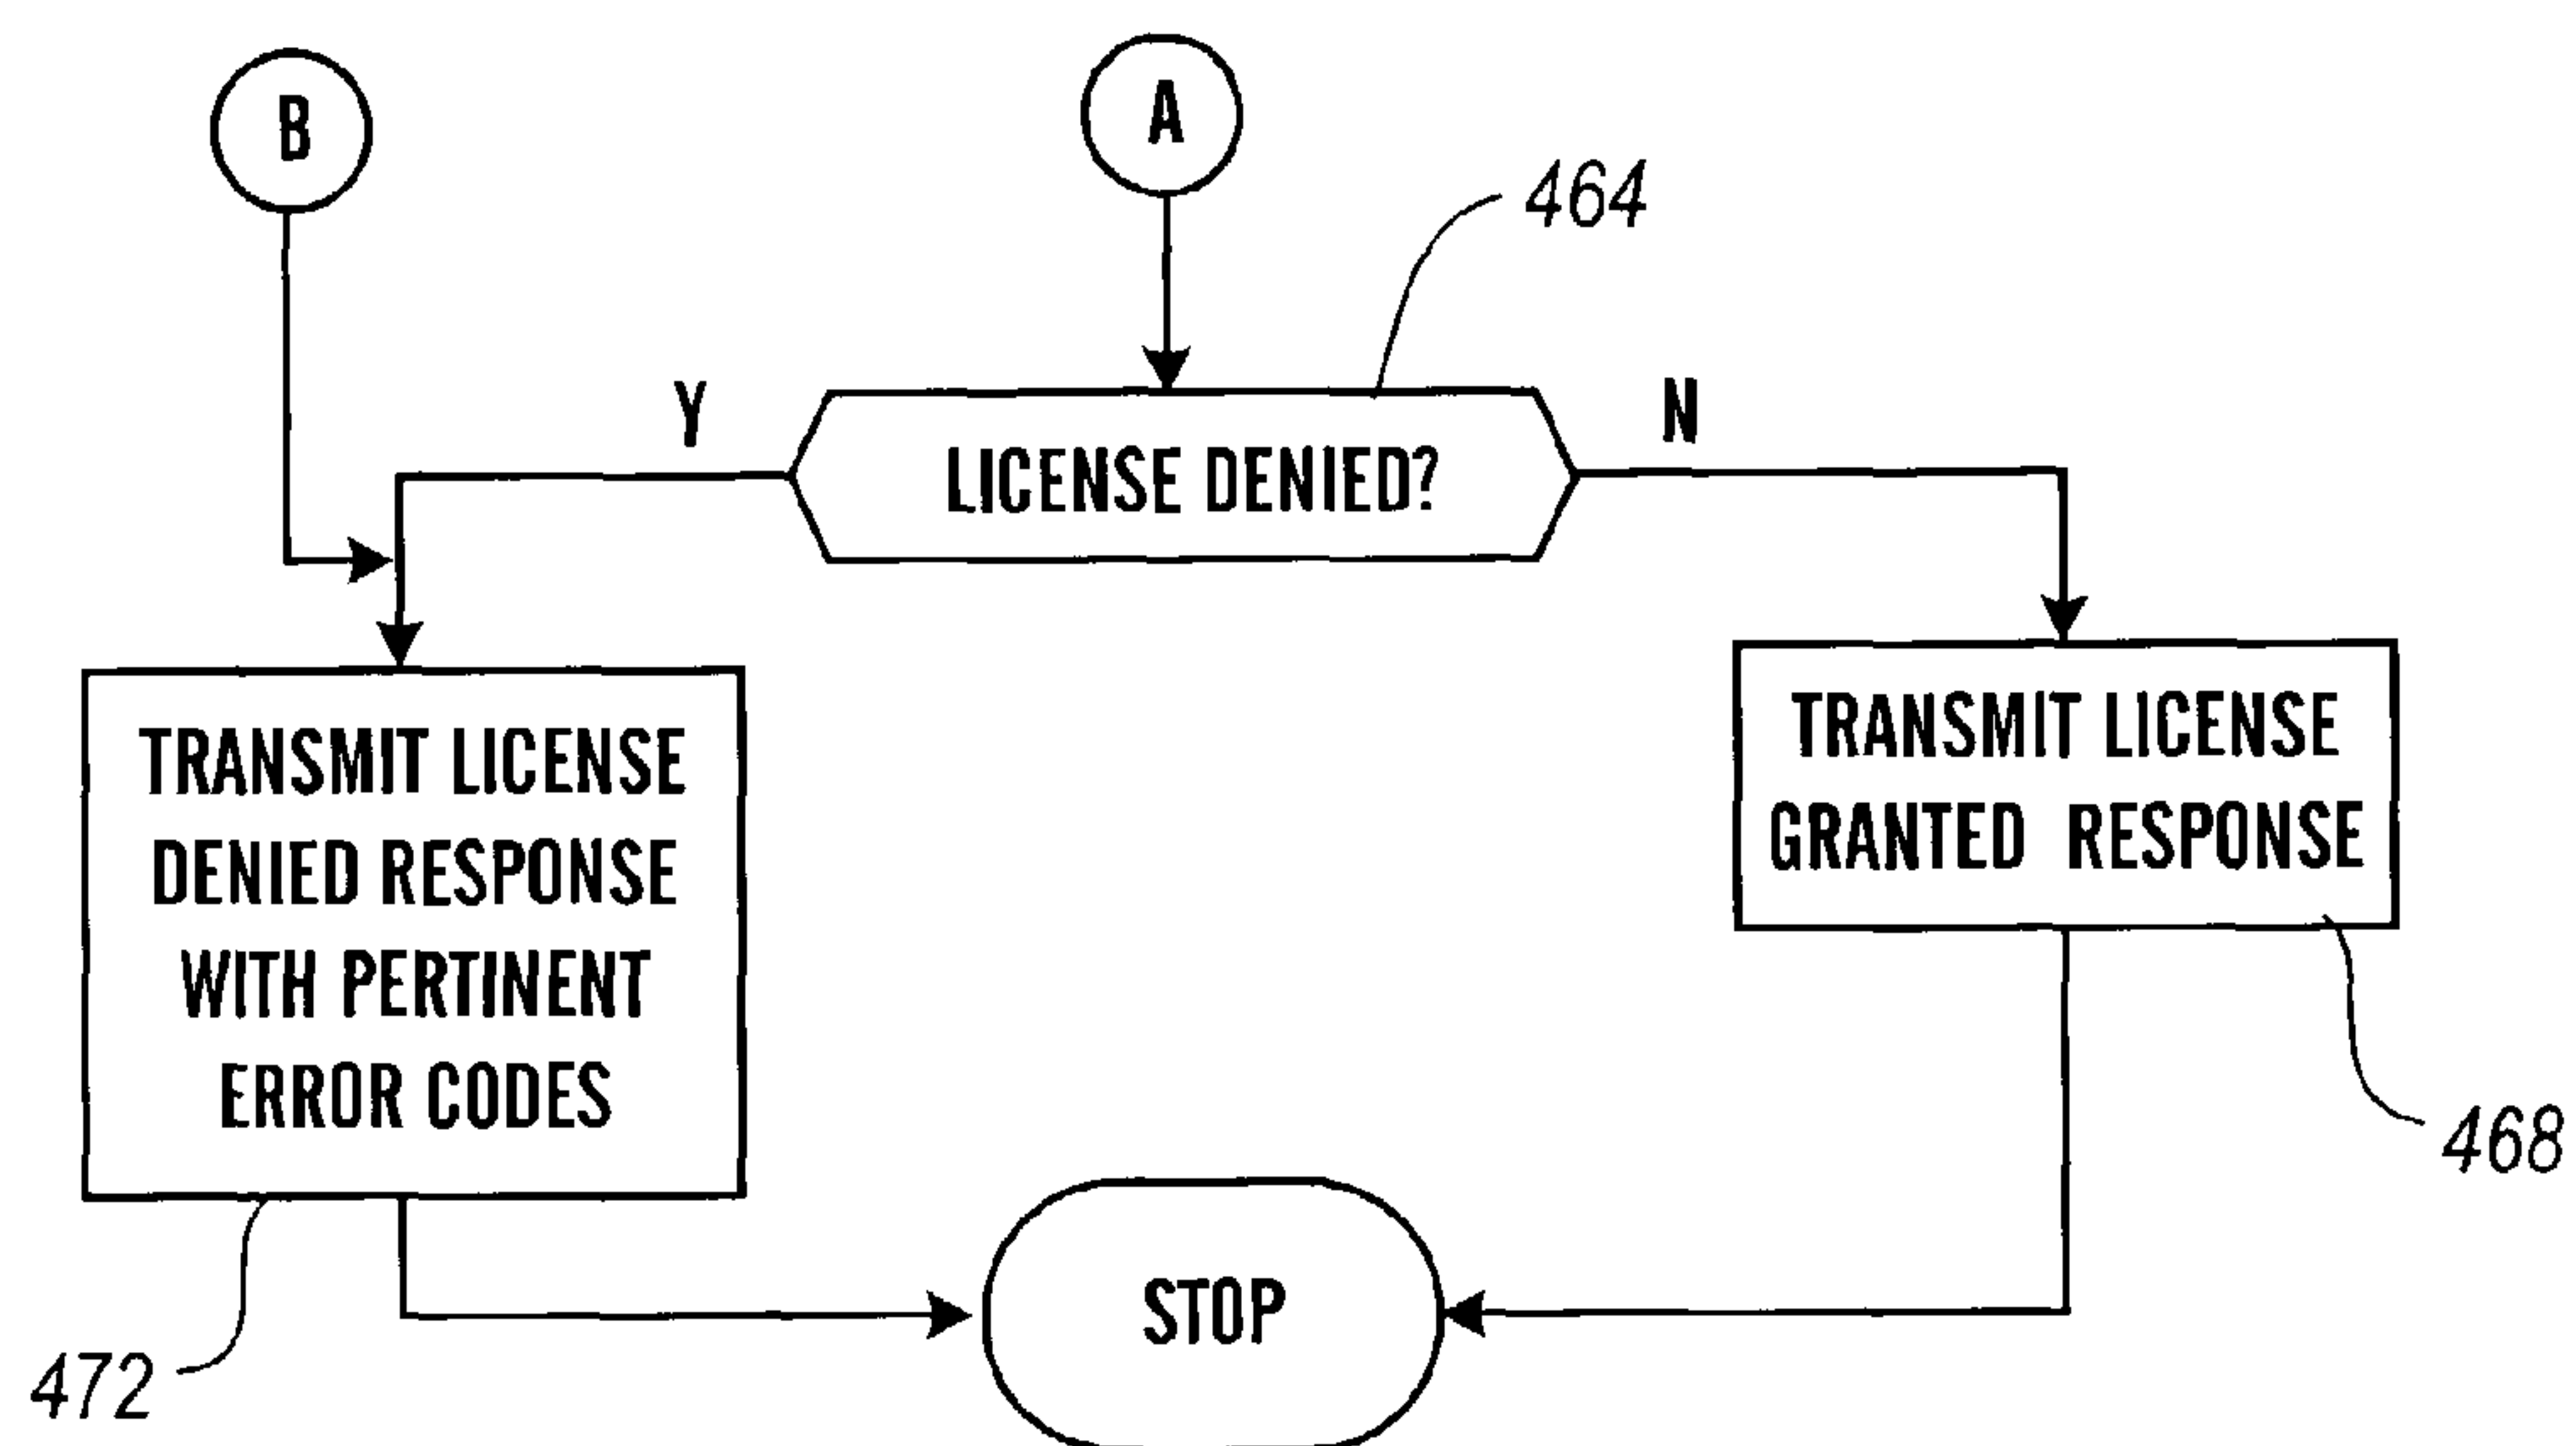 B
A
464
Y
N
LICENSE DENIED?
TRANSMIT LICENSE
DENIED RESPONSE
WITH PERTINENT
ERROR CODES
TRANSMIT LICENSE
GRANTED RESPONSE
468
STOP
472